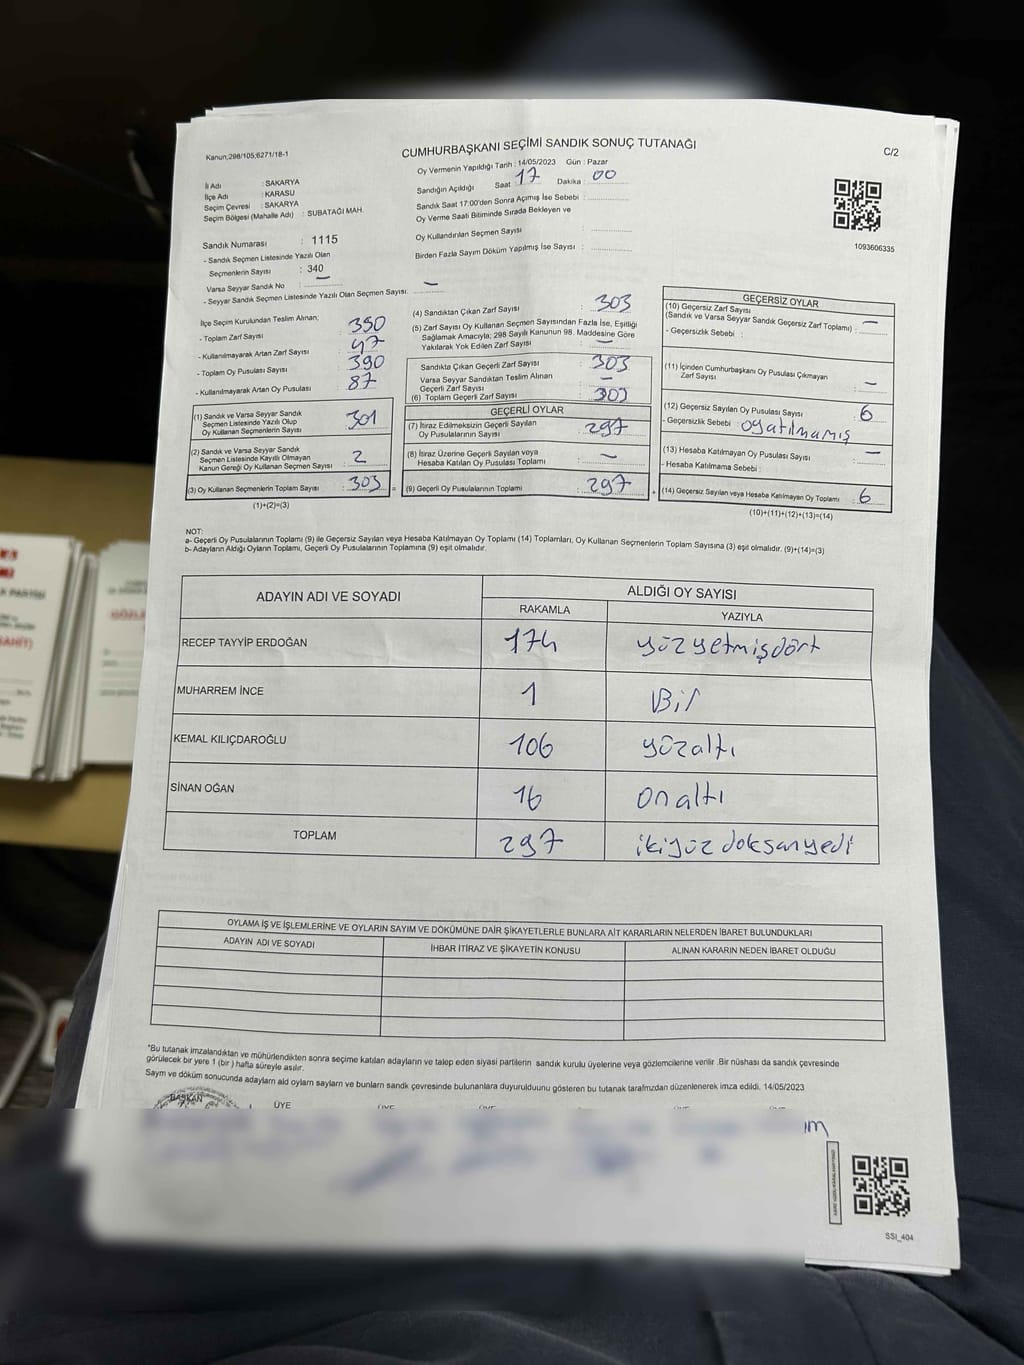 Kanun,298/105;6271/18-1
CUMHURBAŞKANI SEÇİMİ SANDIK SONUÇ TUTANAĞI
C/2
İl Adı : SAKARYA
İlçe Adı : KARASU
Seçim Çevresi : SAKARYA
Seçim Bölgesi (Mahalle Adı) : SUBATAĞI MAH.
Sandık Numarası : 1115
- Sandık Seçmen Listesinde Yazılı Olan
Seçmenlerin Sayısı : 340
Varsa Seyyar Sandık No : —
- Seyyar Sandık Seçmen Listesinde Yazılı Olan Seçmen Sayısı. —
Oy Vermenin Yapıldığı Tarih : 14/05/2023 Gün : Pazar
Sandığın Açıldığı Saat : 17 Dakika : 00
Sandık Saat 17:00'den Sonra Açımış İse Sebebi :
Oy Verme Saati Bitiminde Sırada Bekleyen ve
Oy Kullandırılan Seçmen Sayısı :
Birden Fazla Sayım Döküm Yapılmış İse Sayısı :
1093606335
İlçe Seçim Kurulundan Teslim Alınan;
- Toplam Zarf Sayısı : 350
- Kullanılmayarak Artan Zarf Sayısı : 47
- Toplam Oy Pusulası Sayısı : 390
- Kullanılmayarak Artan Oy Pusulası : 87
(1) Sandık ve Varsa Seyyar Sandık
Seçmen Listesinde Yazılı Olup
Oy Kullanan Seçmenlerin Sayısı : 301
(2) Sandık ve Varsa Seyyar Sandık
Seçmen Listesinde Kayıtlı Olmayan
Kanun Gereği Oy Kullanan Seçmen Sayısı : 2
(3) Oy Kullanan Seçmenlerin Toplam Sayısı : 303 =
(1)+(2)=(3)
(4) Sandıktan Çıkan Zarf Sayısı : 303
(5) Zarf Sayısı Oy Kullanan Seçmen Sayısından Fazla İse, Eşitliği
Sağlamak Amacıyla; 298 Sayılı Kanunun 98. Maddesine Göre
Yakılarak Yok Edilen Zarf Sayısı : —
Sandıkta Çıkan Geçerli Zarf Sayısı : 303
Varsa Seyyar Sandıktan Teslim Alınan
Geçerli Zarf Sayısı : —
(6) Toplam Geçerli Zarf Sayısı : 303
GEÇERLİ OYLAR
(7) İtiraz Edilmeksizin Geçerli Sayılan
Oy Pusulalarının Sayısı : 297
(8) İtiraz Üzerine Geçerli Sayılan veya
Hesaba Katılan Oy Pusulası Toplamı : —
(9) Geçerli Oy Pusulalarının Toplamı : 297 +
GEÇERSİZ OYLAR
(10) Geçersiz Zarf Sayısı
(Sandık ve Varsa Seyyar Sandık Geçersiz Zarf Toplamı) : —
- Geçersizlik Sebebi :
(11) İçinden Cumhurbaşkanı Oy Pusulası Çıkmayan
Zarf Sayısı : —
(12) Geçersiz Sayılan Oy Pusulası Sayısı : 6
- Geçersizlik Sebebi : oyatılmamış
(13) Hesaba Katılmayan Oy Pusulası Sayısı : —
- Hesaba Katılmama Sebebi :
(14) Geçersiz Sayılan veya Hesaba Katılmayan Oy Toplamı : 6
(10)+(11)+(12)+(13)=(14)
NOT:
a- Geçerli Oy Pusulalarının Toplamı (9) ile Geçersiz Sayılan veya Hesaba Katılmayan Oy Toplamı (14) Toplamları, Oy Kullanan Seçmenlerin Toplam Sayısına (3) eşit olmalıdır. (9)+(14)=(3)
b- Adayların Aldığı Oyların Toplamı, Geçerli Oy Pusulalarının Toplamına (9) eşit olmalıdır.
ADAYIN ADI VE SOYADI
ALDIĞI OY SAYISI
RAKAMLA YAZIYLA
RECEP TAYYİP ERDOĞAN 174 yüzyetmişdört
MUHARREM İNCE 1 Bir
KEMAL KILIÇDAROĞLU 106 yüzaltı
SİNAN OĞAN 16 onaltı
TOPLAM 297 ikiyüz doksanyedi
OYLAMA İŞ VE İŞLEMLERİNE VE OYLARIN SAYIM VE DÖKÜMÜNE DAİR ŞİKAYETLERLE BUNLARA AİT KARARLARIN NELERDEN İBARET BULUNDUKLARI
ADAYIN ADI VE SOYADI İHBAR İTİRAZ VE ŞİKAYETİN KONUSU ALINAN KARARIN NEDEN İBARET OLDUĞU
*Bu tutanak imzalandıktan ve mühürlendikten sonra seçime katılan adayların ve talep eden siyasi partilerin sandık kurulu üyelerine veya gözlemcilerine verilir .Bir nüshası da sandık çevresinde
görülecek bir yere 1 (bir ) hafta süreyle asılır.
Sayım ve döküm sonucunda adayların ald oyların sayların ve bunların sandık çevresinde bulunanlara duyurulduunu gösteren bu tutanak tarafımızdan düzenlenerek imza edildi. 14/05/2023
BAŞKAN ÜYE
SSI_404